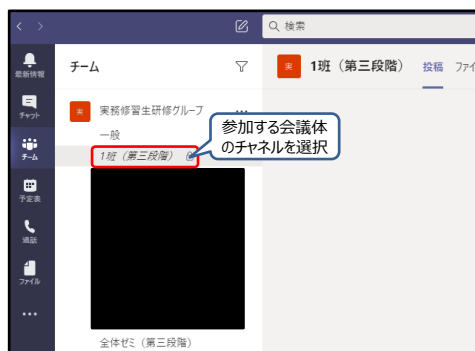 検索
最新情報
チーム
実
1班（第三段階）
投稿
ファイ
チャット
実
実務修習生研修グループ
一般
参加する会議体
のチャネルを選択
チーム
1班（第三段階）
予定表
通話
ファイル
全体ゼミ（第三段階）